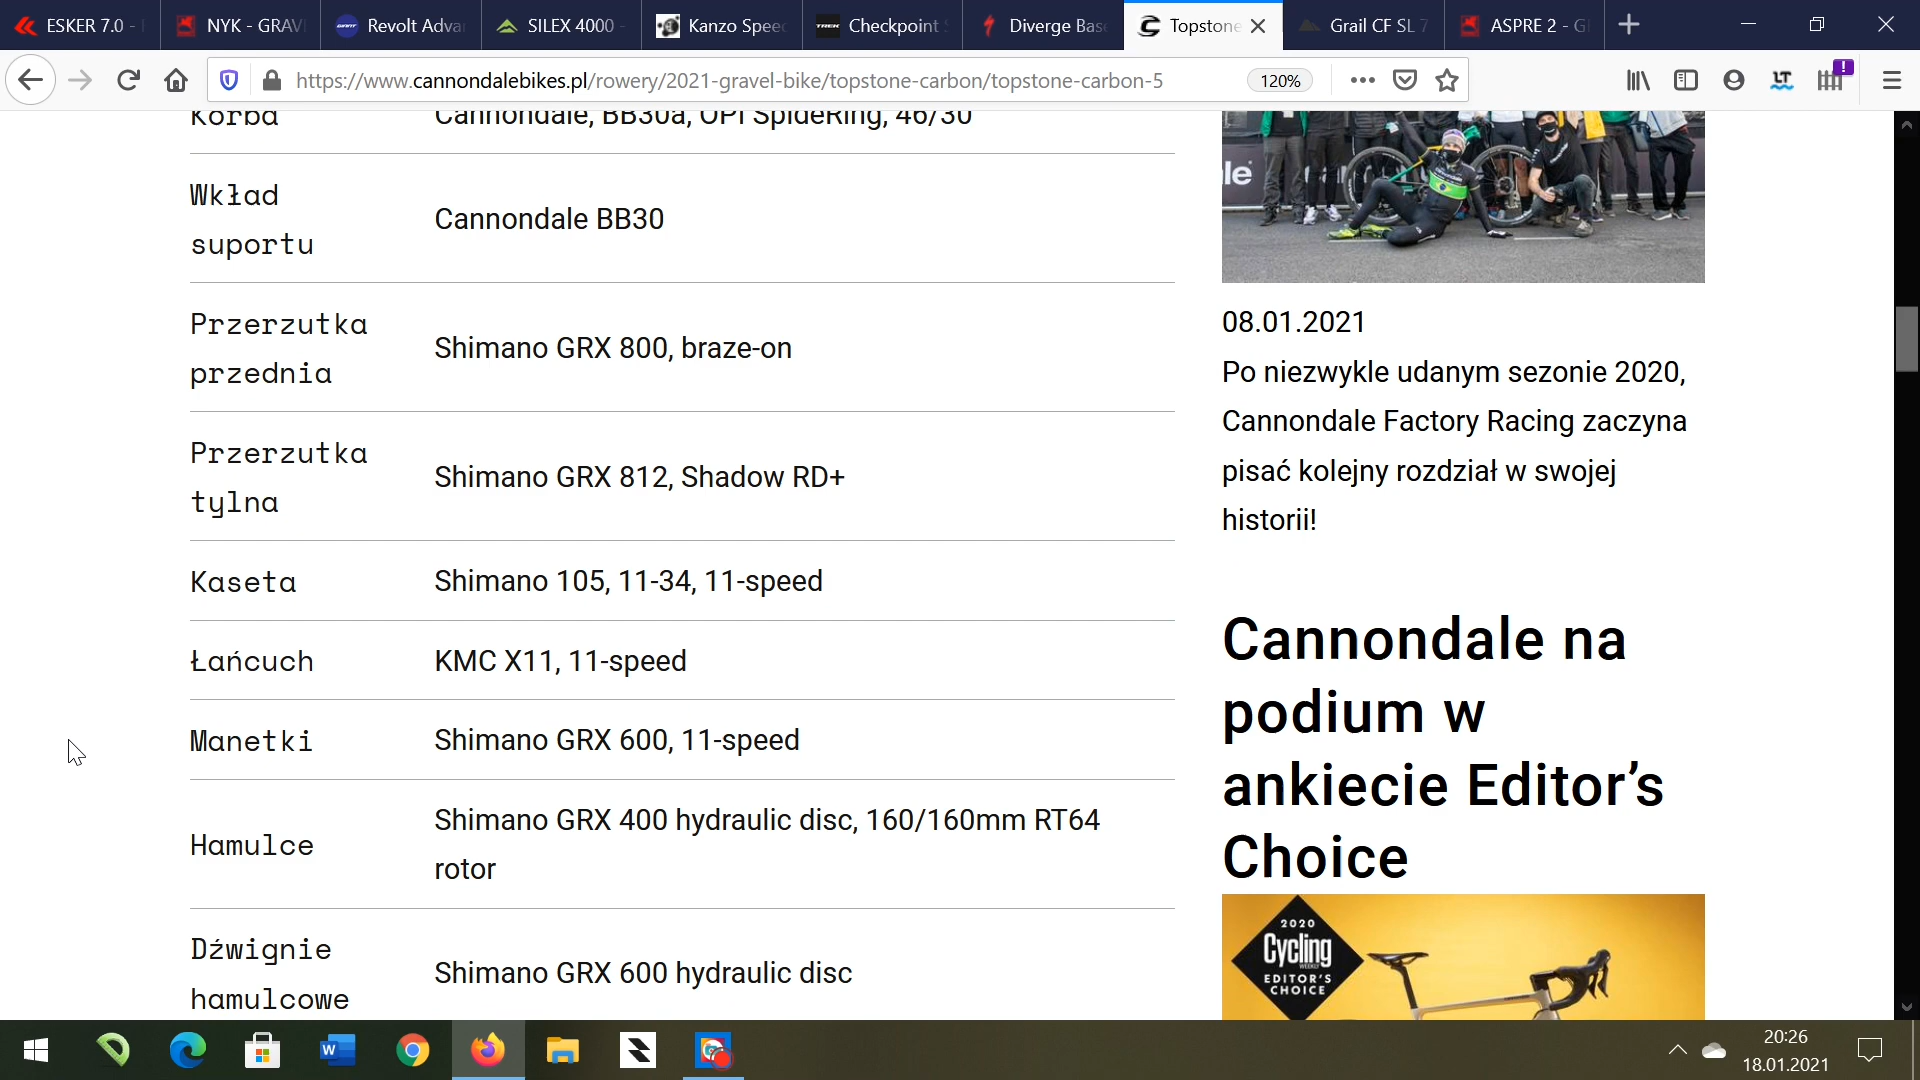 ESKER 7.0 -
NYK - GRAV
Revolt Adva
SILEX 4000 -
Kanzo Spee
Checkpoint S
Diverge Base
Topstone
Grail CF SL 7
ASPRE 2 - G
https://www.cannondalebikes.pl/rowery/2021-gravel-bike/topstone-carbon/topstone-carbon-5
120%
Korba
Cannondale, BB30a, OPI SpideRing, 46/30
Wkład
suportu
Cannondale BB30
Przerzutka
przednia
Shimano GRX 800, braze-on
Przerzutka
tylna
Shimano GRX 812, Shadow RD+
Kaseta
Shimano 105, 11-34, 11-speed
Łańcuch
KMC X11, 11-speed
Manetki
Shimano GRX 600, 11-speed
Hamulce
Shimano GRX 400 hydraulic disc, 160/160mm RT64
rotor
Dźwignie
hamulcowe
Shimano GRX 600 hydraulic disc
08.01.2021
Po niezwykle udanym sezonie 2020,
Cannondale Factory Racing zaczyna
pisać kolejny rozdział w swojej
historii!
Cannondale na
podium w
ankiecie Editor’s
Choice
2020
Cycling
WEEKLY
EDITOR'S
CHOICE
20:26
18.01.2021